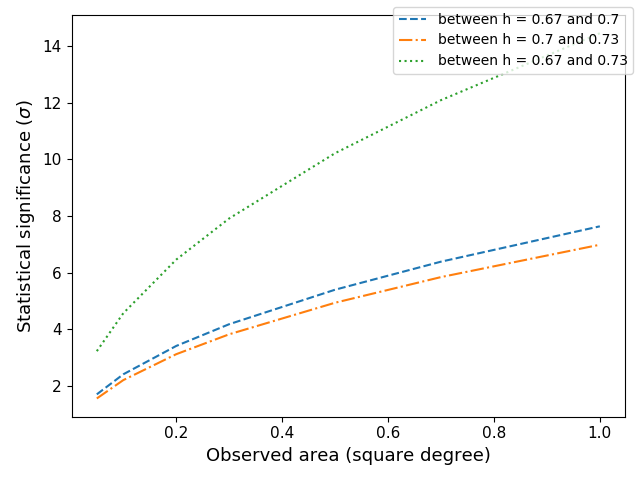 between h = 0.67 and 0.7
between h = 0.7 and 0.73
between h = 0.67 and 0.73
Statistical significance (σ)
14
12
10
8
6
4
2
0.2 0.4 0.6 0.8 1.0
Observed area (square degree)